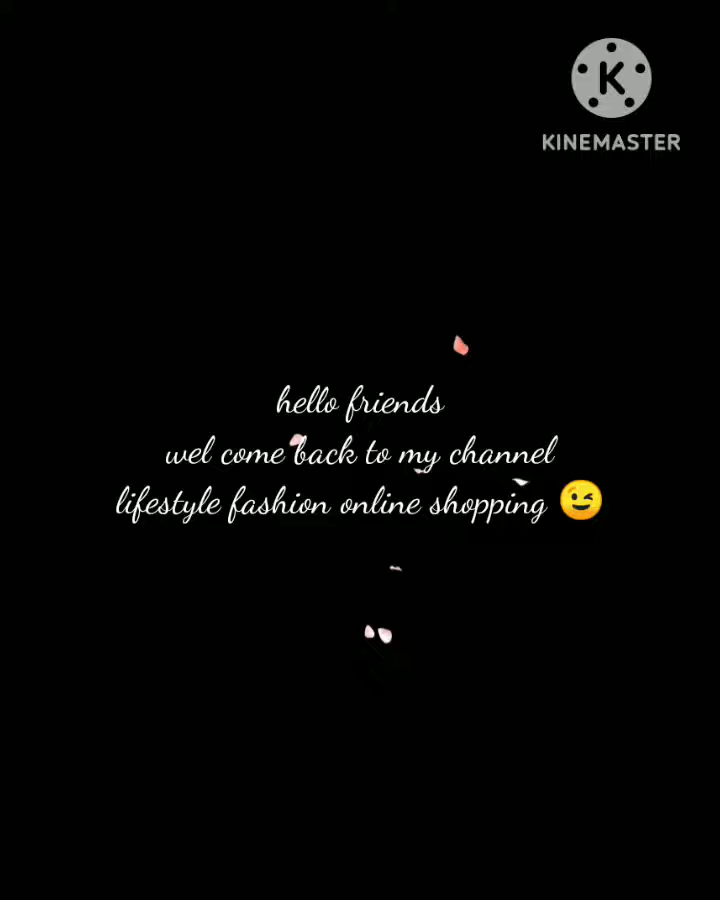 K
KINEMASTER
hello friends
wel come back to my channel
lifestyle fashion online shopping 😉